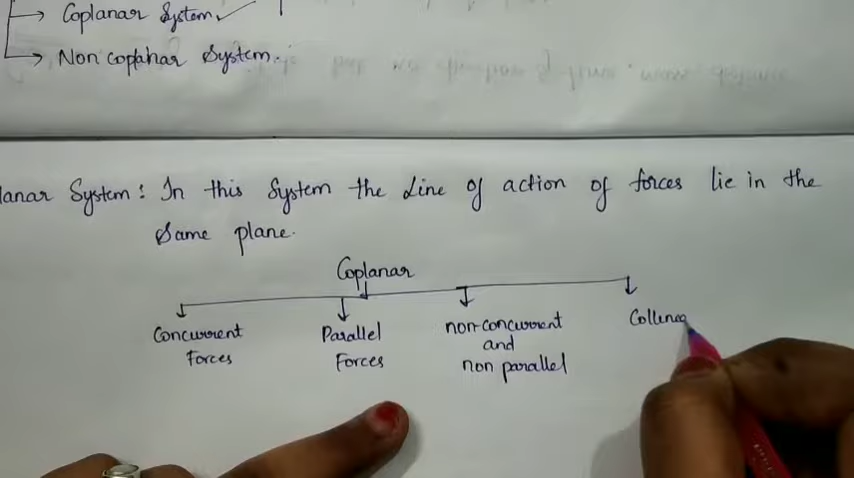 Coplanar System
Non coplanar System.
lanar System: In this System the Line of action of forces lie in the
Same plane.
Coplanar
Concurrent Forces
Parallel Forces
non-concurrent and non parallel
Collinea